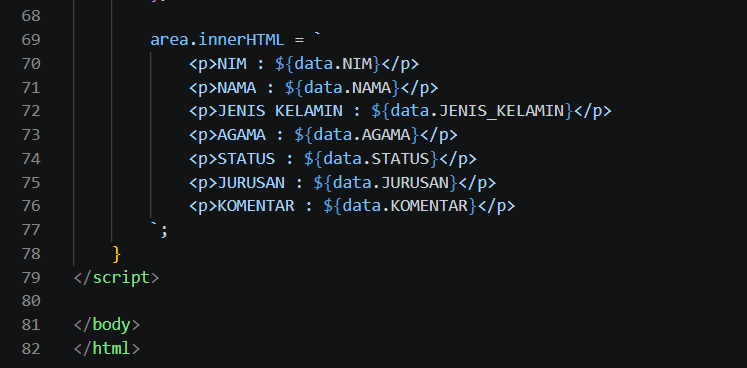 68
69 area.innerHTML = `
70 <p>NIM : ${data.NIM}</p>
71 <p>NAMA : ${data.NAMA}</p>
72 <p>JENIS KELAMIN : ${data.JENIS_KELAMIN}</p>
73 <p>AGAMA : ${data.AGAMA}</p>
74 <p>STATUS : ${data.STATUS}</p>
75 <p>JURUSAN : ${data.JURUSAN}</p>
76 <p>KOMENTAR : ${data.KOMENTAR}</p>
77 `;
78 }
79 </script>
80
81 </body>
82 </html>